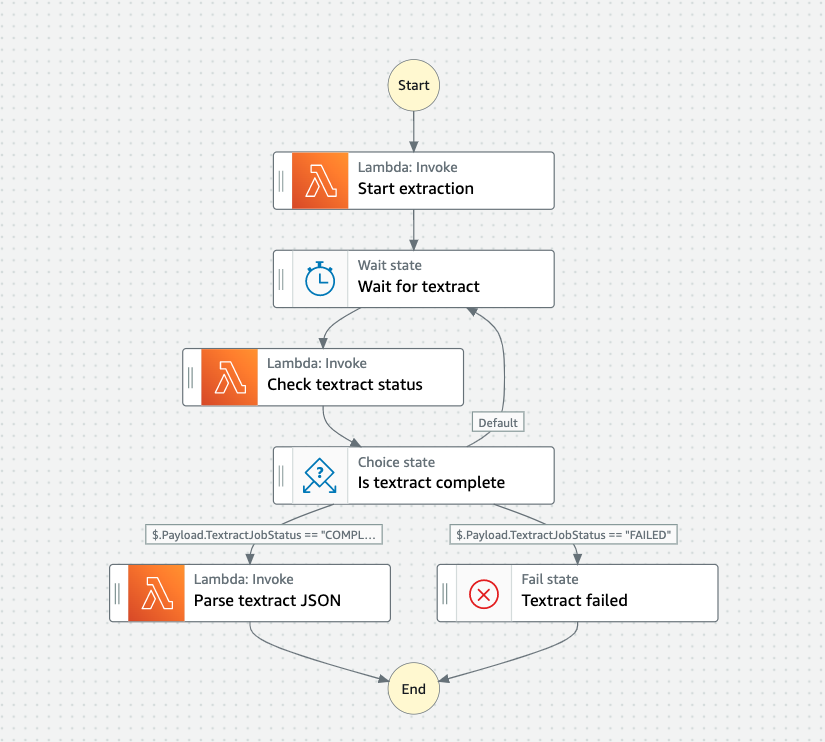 Start
Lambda: Invoke
Start extraction
Wait state
Wait for textract
Lambda: Invoke
Check textract status
Default
Choice state
Is textract complete
$.Payload.TextractJobStatus == "COMPL...
$.Payload.TextractJobStatus == "FAILED"
Lambda: Invoke
Parse textract JSON
Fail state
Textract failed
End